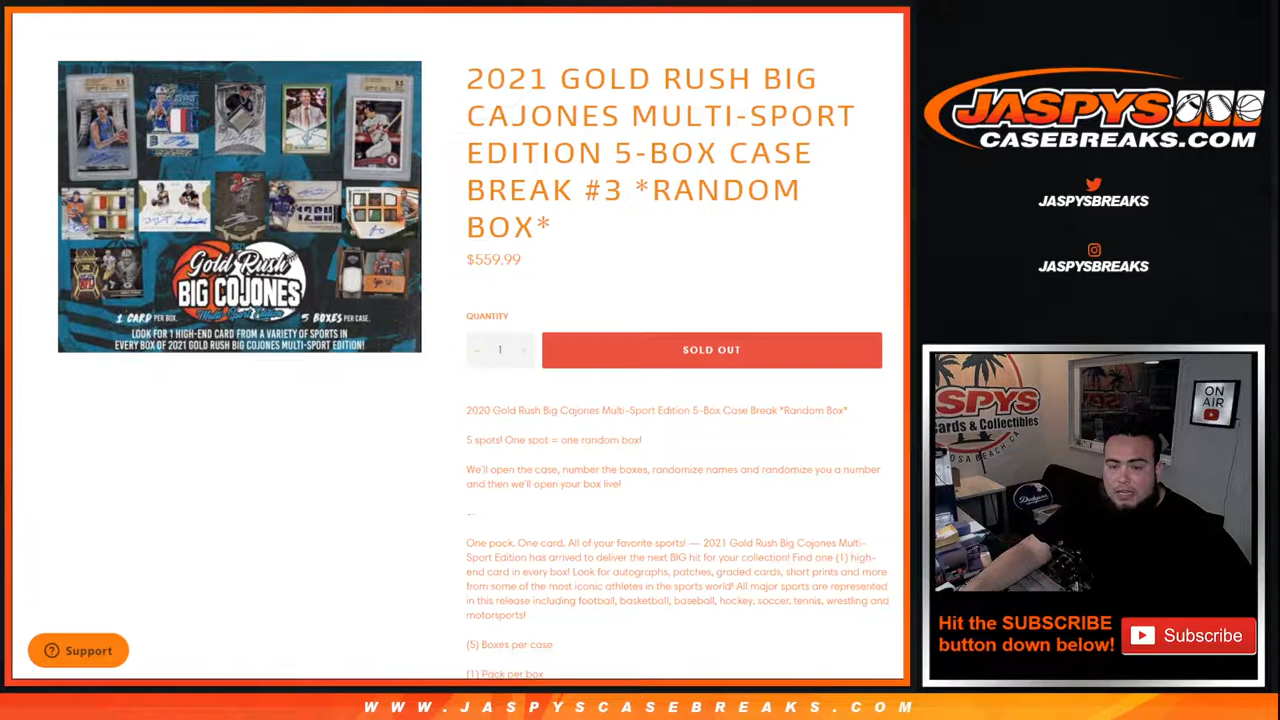 2021 GOLD RUSH BIG
CAJONES MULTI-SPORT
EDITION 5-BOX CASE
BREAK #3 *RANDOM
BOX*
$559.99
QUANTITY
- 1 +
SOLD OUT
2020 Gold Rush Big Cajones Multi-Sport Edition 5-Box Case Break *Random Box*
5 spots! One spot = one random box!
We'll open the case, number the boxes, randomize names and randomize you a number
and then we'll open your box live!
--
One pack. One card. All of your favorite sports! — 2021 Gold Rush Big Cojones Multi-
Sport Edition has arrived to deliver the next BIG hit for your collection! Find one (1) high-
end card in every box! Look for autographs, patches, graded cards, short prints and more
from some of the most iconic athletes in the sports world! All major sports are represented
in this release including football, basketball, baseball, hockey, soccer, tennis, wrestling and
motorsports!
(5) Boxes per case
(1) Pack per box
2021
Gold Rush
BIG COJONES
Multi-Sport Edition
1 CARD PER BOX.
5 BOXES PER CASE.
LOOK FOR 1 HIGH-END CARD FROM A VARIETY OF SPORTS IN
EVERY BOX OF 2021 GOLD RUSH BIG COJONES MULTI-SPORT EDITION!
Support
JASPYS
CASEBREAKS.COM
JASPYSBREAKS
JASPYSBREAKS
ON
AIR
Dodgers
Hit the SUBSCRIBE
button down below!
Subscribe
WWW.JASPYSCASEBREAKS.COM